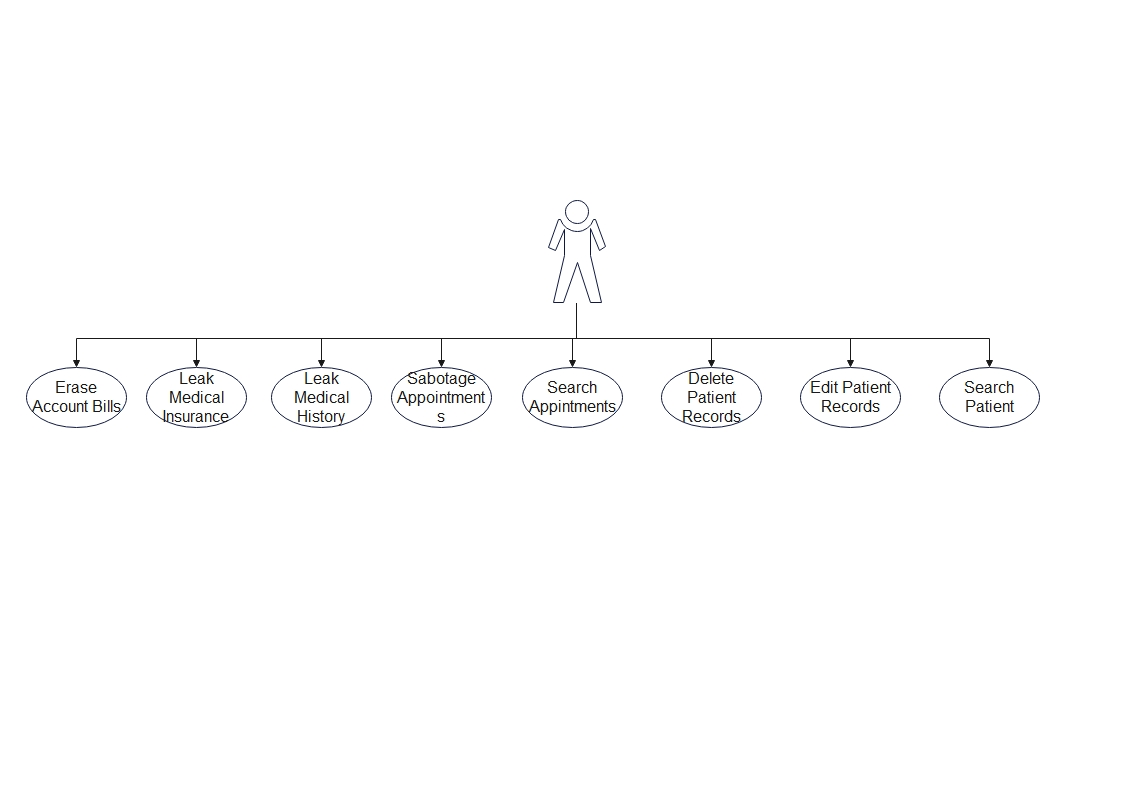 Erase
Account Bills
Leak
Medical
Insurance
Leak
Medical
History
Sabotage
Appointment
s
Search
Appintments
Delete
Patient
Records
Edit Patient
Records
Search
Patient